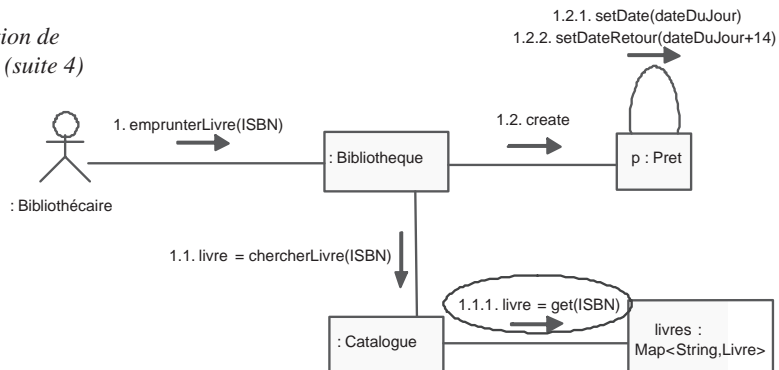 1.2.1. setDate(dateDuJour)
1.2.2. setDateRetour(dateDuJour+14)
de
(suite 4)
1. emprunterLivre(ISBN)
1.2. create
: Bibliotheque
p : Pret
: Bibliothécaire
1.1. livre = chercherLivre(ISBN)
1.1.1. livre = get(ISBN)
: Catalogue
livres :
Map<String,Livre>